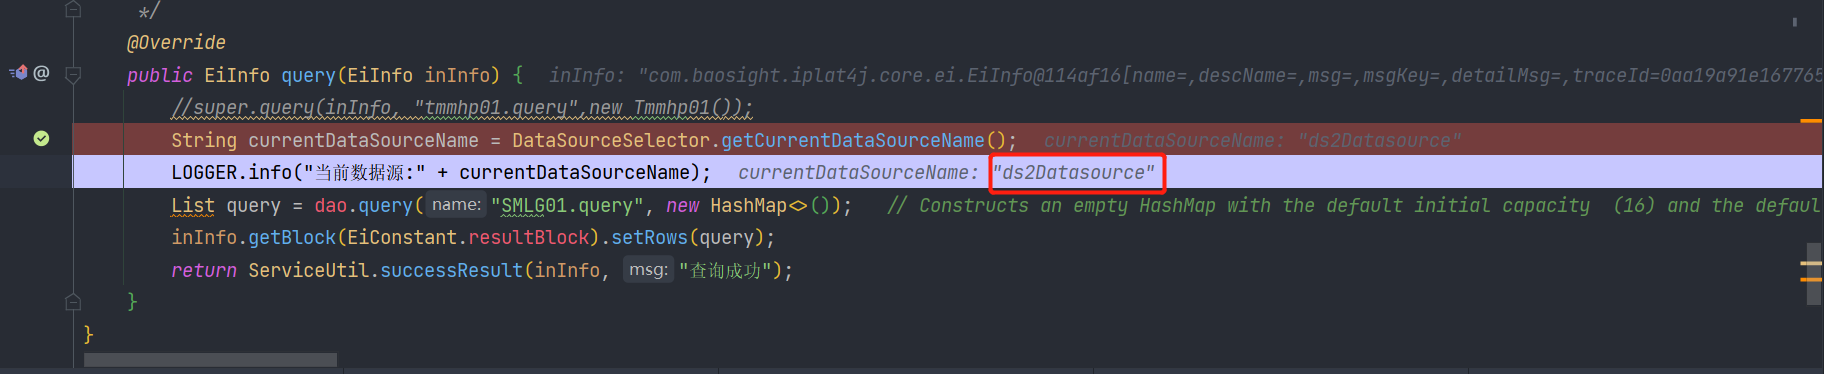 */
@Override
public EiInfo query(EiInfo inInfo) { inInfo: "com.baosight.iplat4j.core.ei.EiInfo@114af16[name=,descName=,msg=,msgKey=,detailMsg=,traceId=0aa19a91e167765
//super.query(inInfo, "tmmhp01.query",new Tmmhp01());
String currentDataSourceName = DataSourceSelector.getCurrentDataSourceName(); currentDataSourceName: "ds2Datasource"
LOGGER.info("当前数据源:" + currentDataSourceName); currentDataSourceName: "ds2Datasource"
List query = dao.query( name: "SMLG01.query", new HashMap<>()); // Constructs an empty HashMap with the default initial capacity (16) and the defaul
inInfo.getBlock(EiConstant.resultBlock).setRows(query);
return ServiceUtil.successResult(inInfo, msg: "查询成功");
}
}